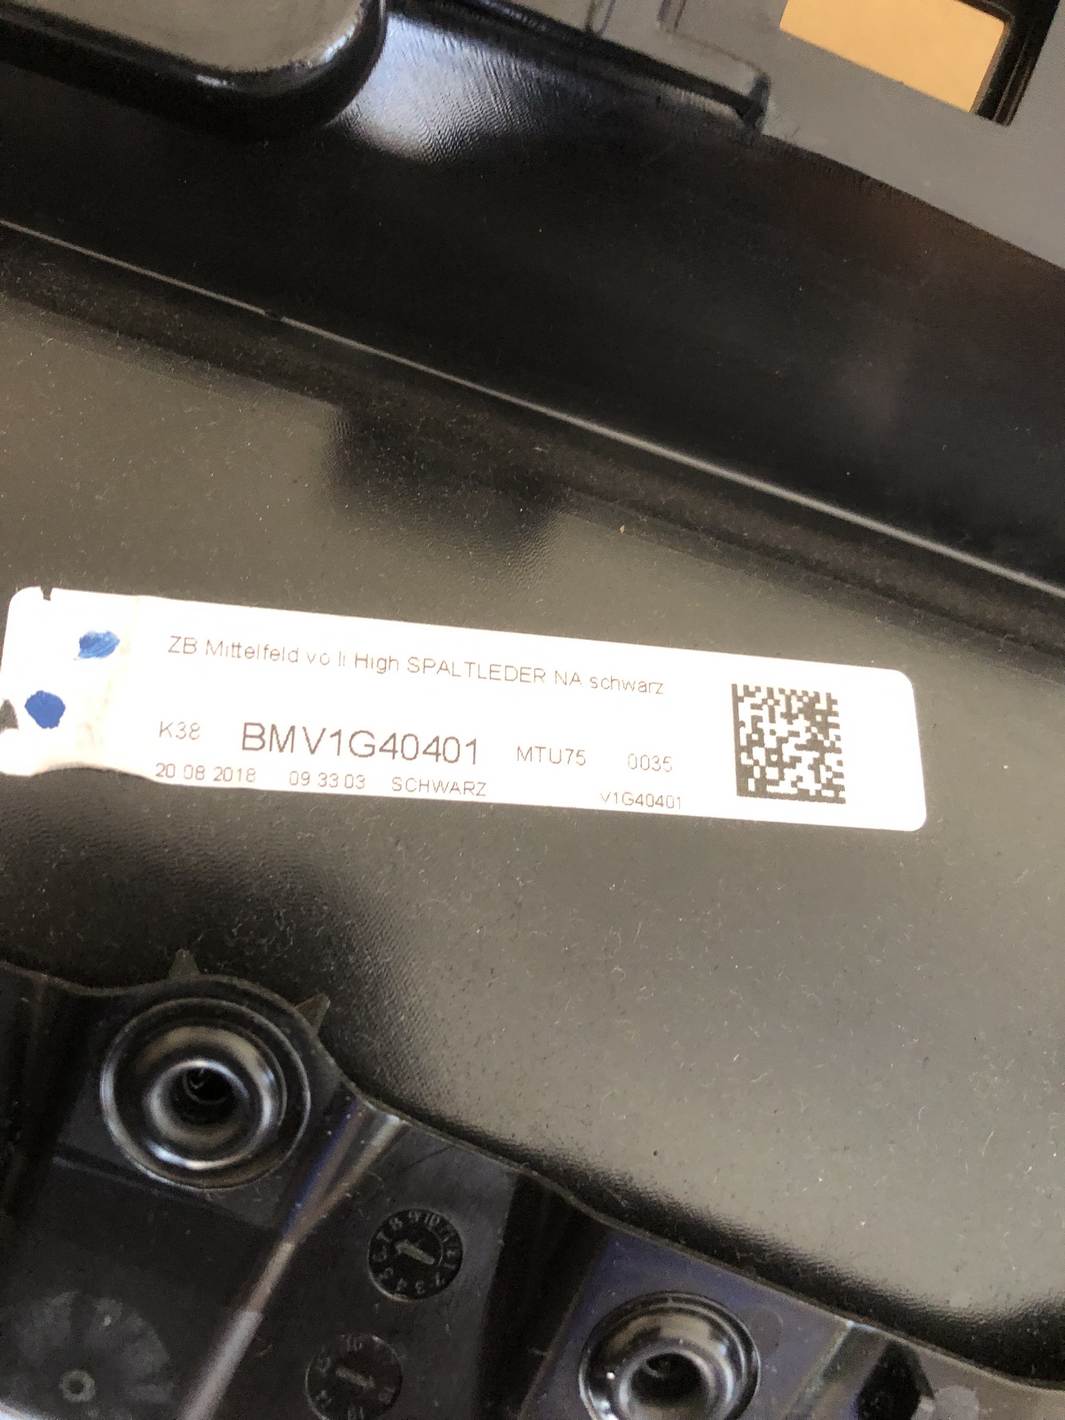 ZB Mittelfeld vo li High SPALTLEDER NA schwarz
K38 BMV1G40401 MTU75 0035
20 08 2018 09 33 03 SCHWARZ V1G40401